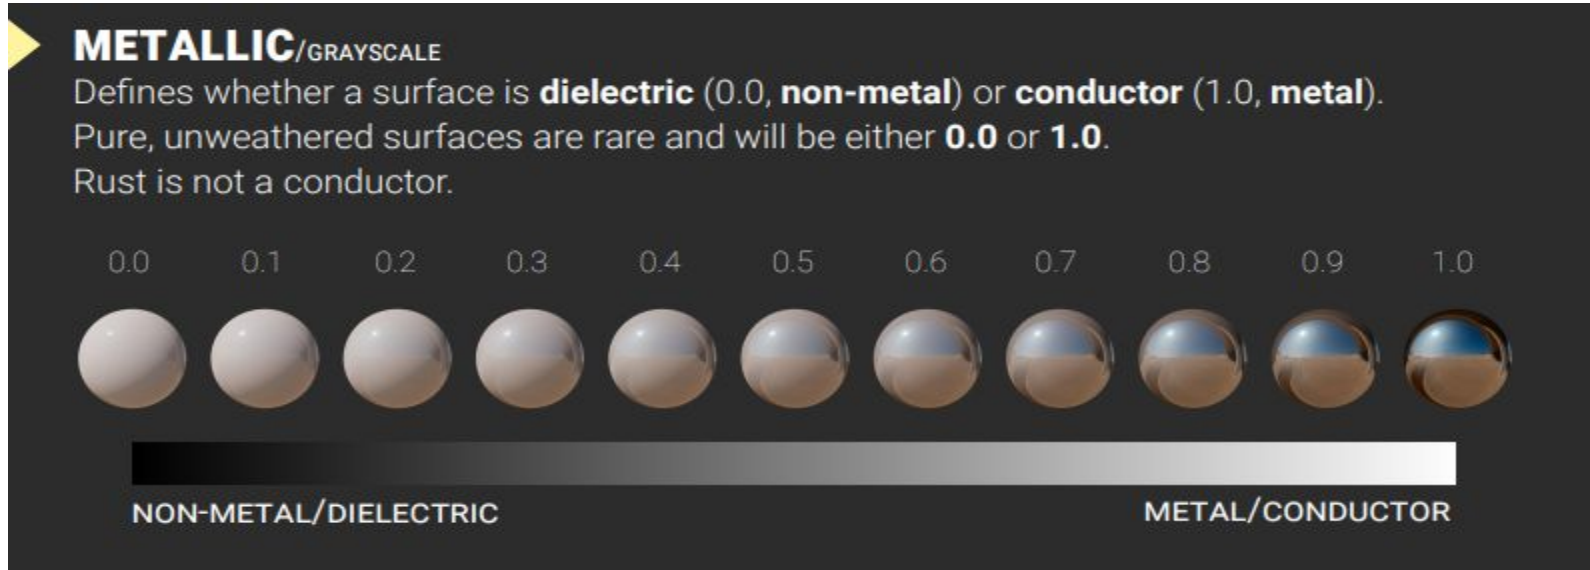 METALLIC/GRAYSCALE
Defines whether a surface is dielectric (0.0, non-metal) or conductor (1.0, metal).
Pure, unweathered surfaces are rare and will be either 0.0 or 1.0.
Rust is not a conductor.
0.0 0.1 0.2 0.3 0.4 0.5 0.6 0.7 0.8 0.9 1.0
NON-METAL/DIELECTRIC METAL/CONDUCTOR